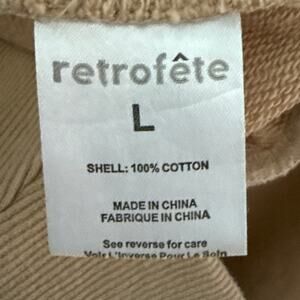 retrofête
L
SHELL: 100% COTTON
MADE IN CHINA
FABRIQUE IN CHINA
See reverse for care
Voir L'Inverse Pour Le Soin